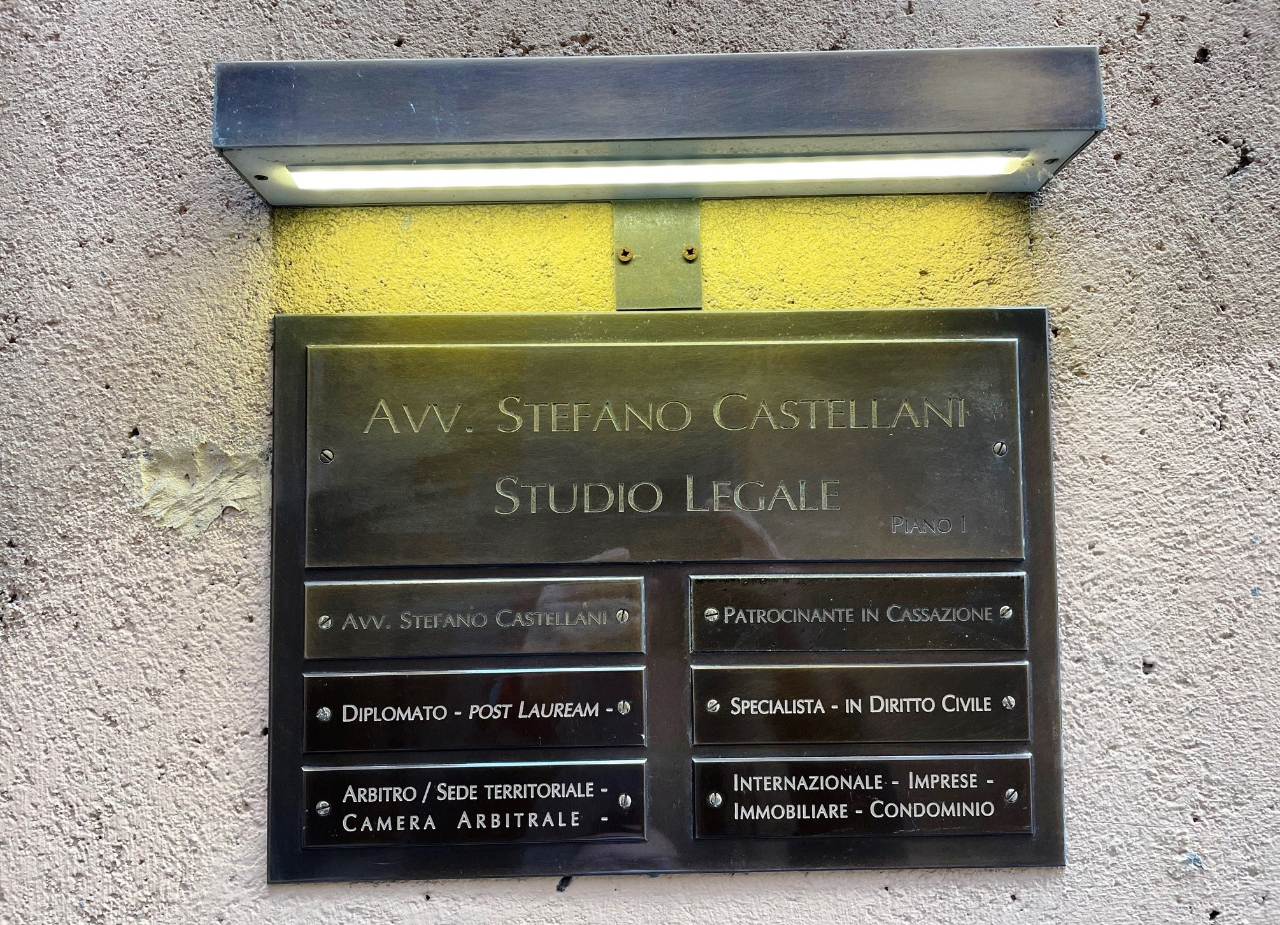 AVV. STEFANO CASTELLANI
STUDIO LEGALE
PIANO I
AVV. STEFANO CASTELLANI
PATROCINANTE IN CASSAZIONE
DIPLOMATO - POST LAUREAM -
SPECIALISTA - IN DIRITTO CIVILE
ARBITRO / SEDE TERRITORIALE -
CAMERA ARBITRALE -
INTERNAZIONALE - IMPRESE -
IMMOBILIARE - CONDOMINIO